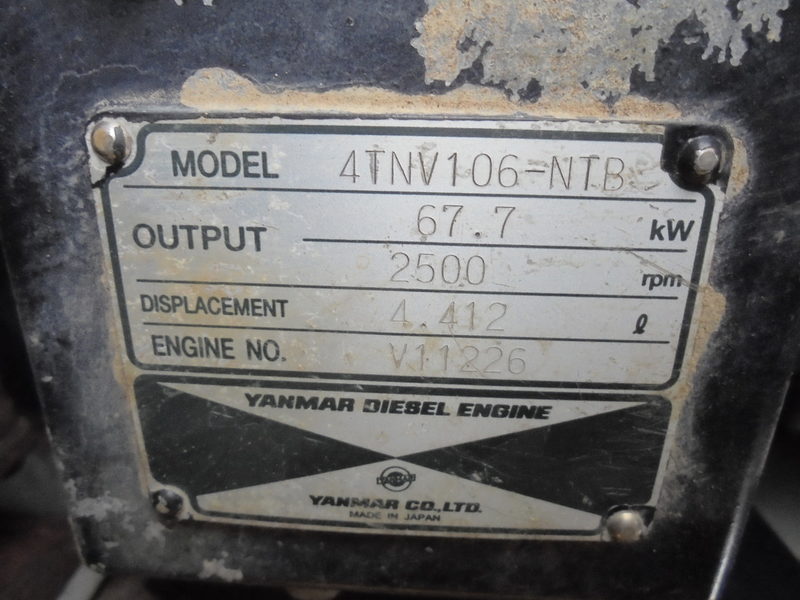 MODEL 4TNV106-NTB
OUTPUT 67.7 kW
2500 rpm
DISPLACEMENT 4.412 ℓ
ENGINE NO. V11226
YANMAR DIESEL ENGINE
YANMAR
YANMAR CO.,LTD.
MADE IN JAPAN